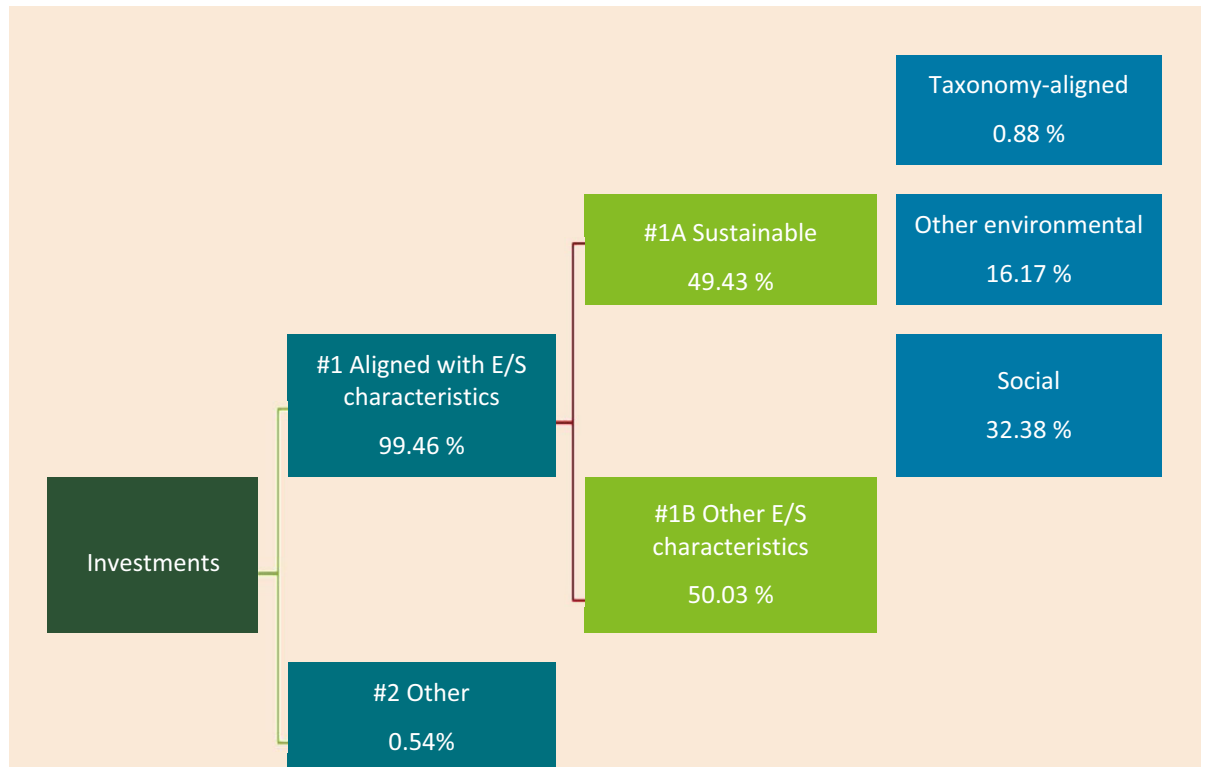 Taxonomy-aligned
0.88 %
#1A Sustainable
49.43 %
Other environmental
16.17 %
#1 Aligned with E/S
characteristics
99.46 %
Social
32.38 %
Investments
#1B Other E/S
characteristics
50.03 %
#2 Other
0.54%